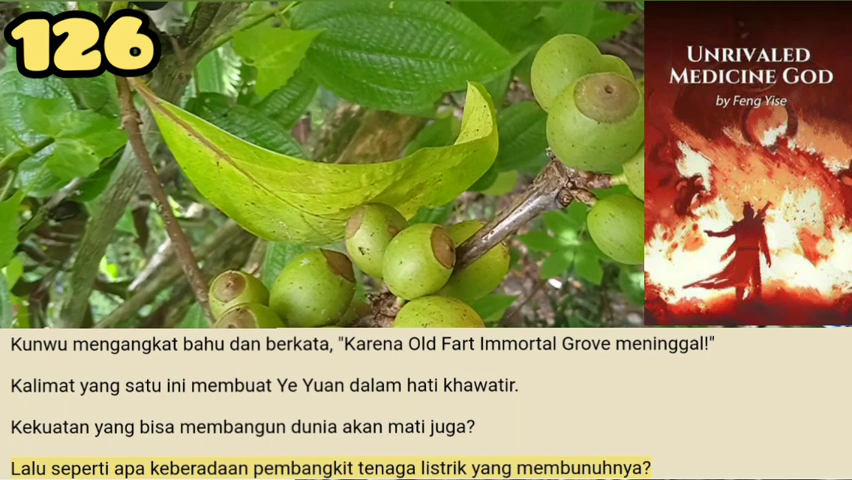 126
UNRIVALED
MEDICINE GOD
by Feng Yise
Kunwu mengangkat bahu dan berkata, "Karena Old Fart Immortal Grove meninggal!"
Kalimat yang satu ini membuat Ye Yuan dalam hati khawatir.
Kekuatan yang bisa membangun dunia akan mati juga?
Lalu seperti apa keberadaan pembangkit tenaga listrik yang membunuhnya?